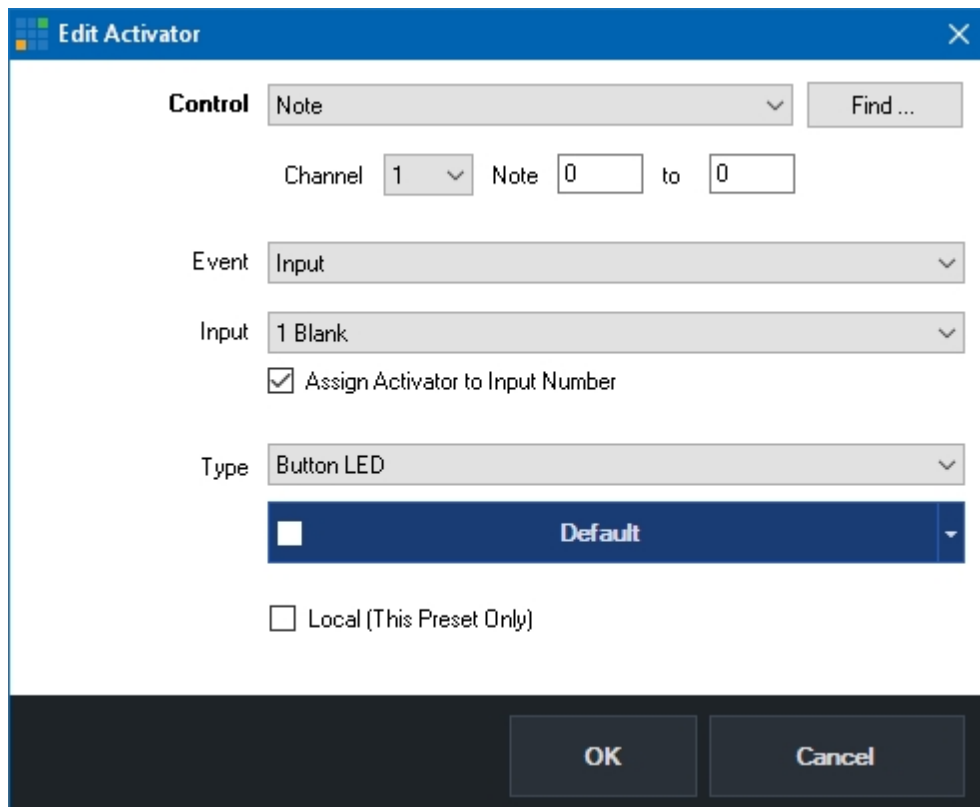 Edit Activator
Control Note Find ...
Channel 1 Note 0 to 0
Event Input
Input 1 Blank
Assign Activator to Input Number
Type Button LED
Default
Local (This Preset Only)
OK Cancel